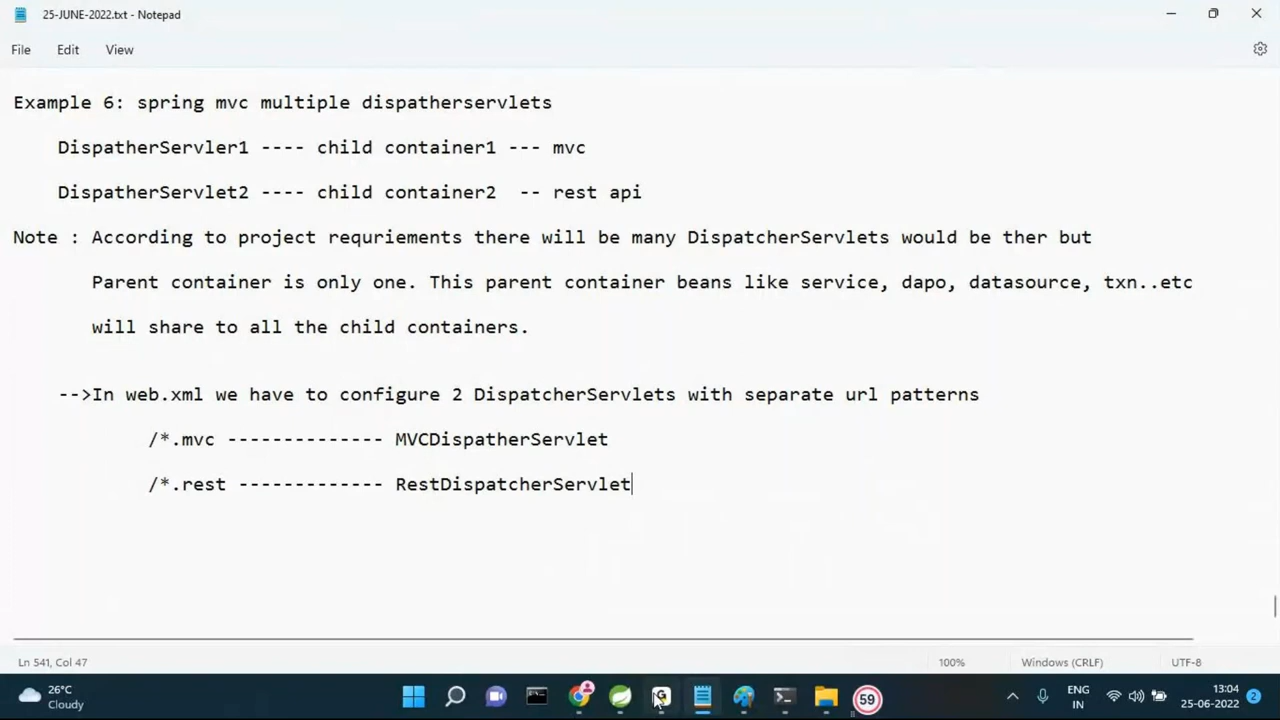 25-JUNE-2022.txt - Notepad
File Edit View
Example 6: spring mvc multiple dispatherservlets
DispatherServler1 ---- child container1 --- mvc
DispatherServlet2 ---- child container2  -- rest api
Note : According to project requriements there will be many DispatcherServlets would be ther but
Parent container is only one. This parent container beans like service, dapo, datasource, txn..etc
will share to all the child containers.
-->In web.xml we have to configure 2 DispatcherServlets with separate url patterns
/*.mvc -------------- MVCDispatherServlet
/*.rest ------------- RestDispatcherServlet
Ln 541, Col 47 100% Windows (CRLF) UTF-8
26°C
Cloudy
G
59
ENG
IN
13:04
25-06-2022
2